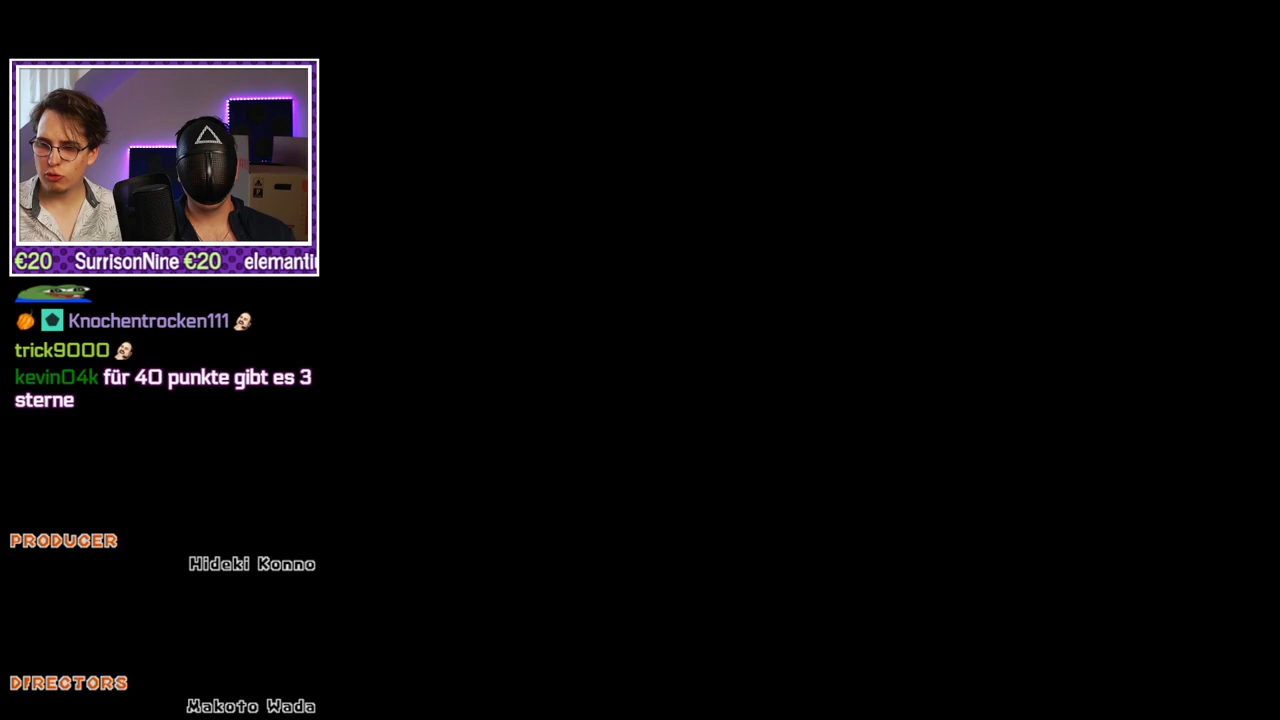 €20 SurrisonNine €20 elemanti
Knochentrocken111
trick9000
kevin04k für 40 punkte gibt es 3
sterne
PRODUCER
Hideki Konno
DIRECTORS
Makoto Wada